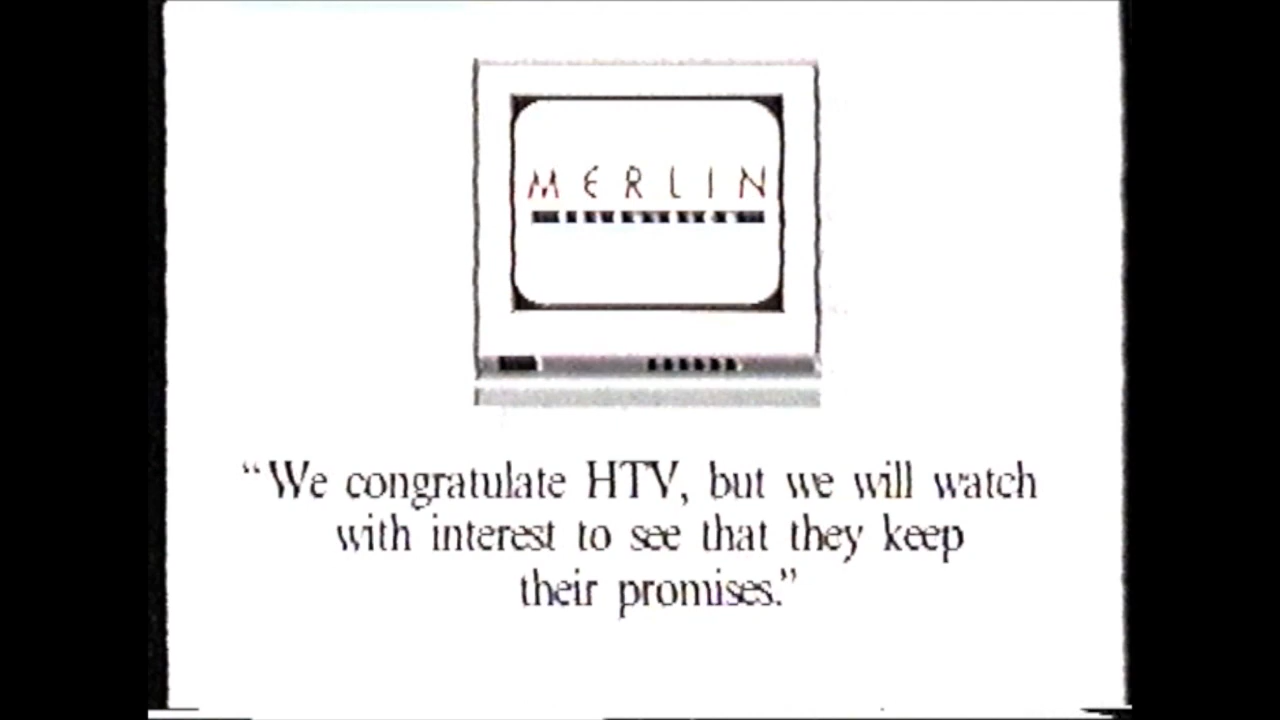 MERLIN
“We congratulate HTV, but we will watch
with interest to see that they keep
their promises.”